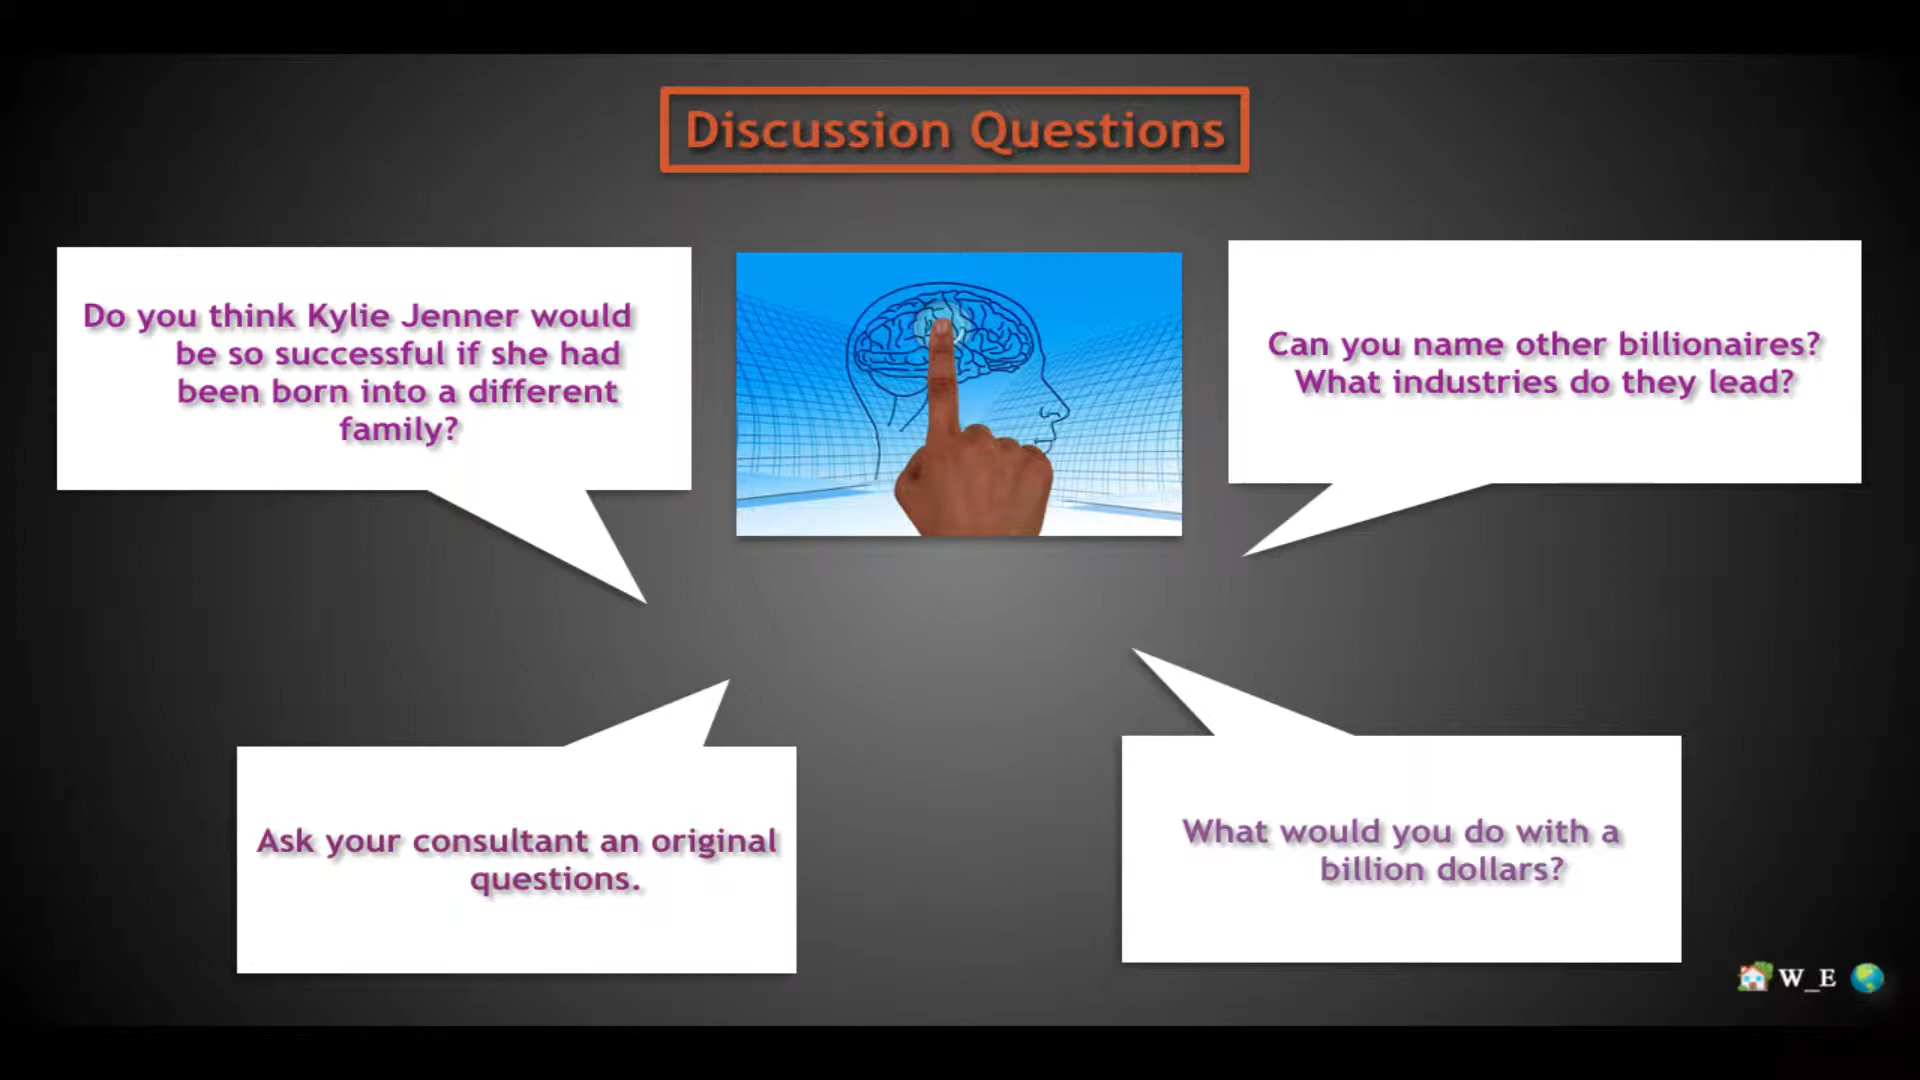 Discussion Questions
Do you think Kylie Jenner would
be so successful if she had
been born into a different
family?
Can you name other billionaires?
What industries do they lead?
Ask your consultant an original
questions.
What would you do with a
billion dollars?
W_E